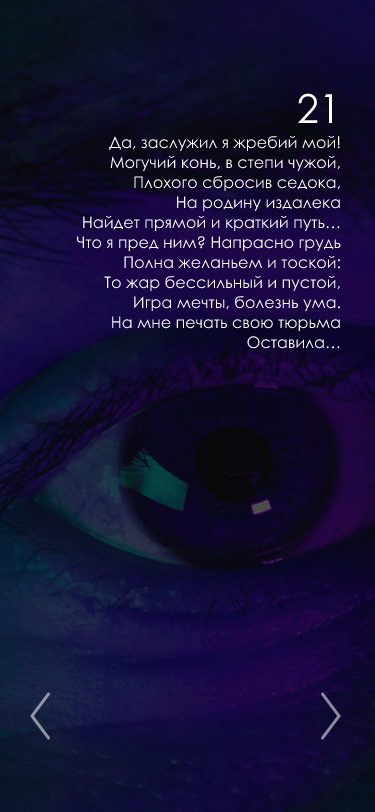 21
Да, заслужил я жребий мой!
Могучий конь, в степи чужой,
Плохого сбросив седока,
На родину издалека
Найдет прямой и краткий путь...
Что я пред ним? Напрасно грудь
Полна желаньем и тоской:
То жар бессильный и пустой,
Игра мечты, болезнь ума.
На мне печать свою тюрьма
Оставила...